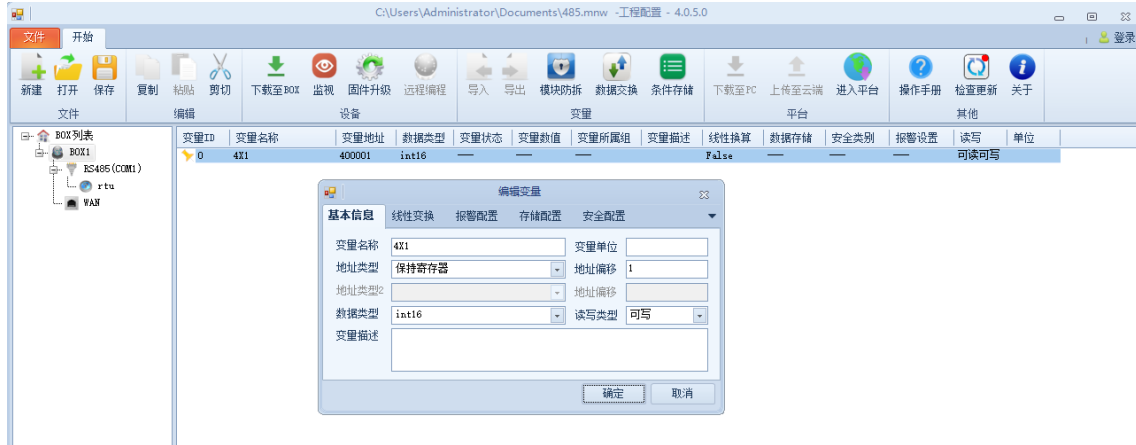 C:\Users\Administrator\Documents\485.mnw -工程配置 - 4.0.5.0
文件 开始 登录
新建 打开 保存 复制 粘贴 剪切 下载至BOX 监视 固件升级 远程编程 导入 导出 模块防拆 数据交换 条件存储 下载至PC 上传至云端 进入平台 操作手册 检查更新 关于
文件 编辑 设备 变量 平台 其他
BOX列表
BOX1
RS485(COM1)
rtu
WAN
变量ID 变量名称 变量地址 数据类型 变量状态 变量数值 变量所属组 变量描述 线性换算 数据存储 安全类别 报警设置 读写 单位
0 4X1 400001 int16 — — — False — — — 可读可写
编辑变量
基本信息 线性变换 报警配置 存储配置 安全配置
变量名称 4X1 变量单位
地址类型 保持寄存器 地址偏移 1
地址类型2 地址偏移
数据类型 int16 读写类型 可写
变量描述
确定 取消